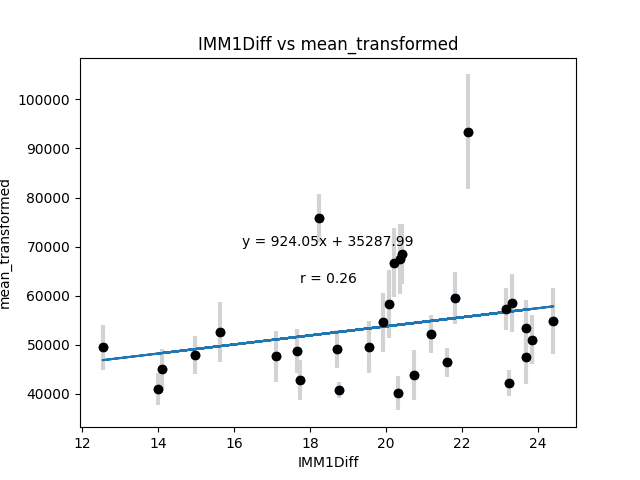 IMM1Diff vs mean_transformed
mean_transformed
100000
90000
80000
70000
60000
50000
40000
y = 924.05x + 35287.99
r = 0.26
12 14 16 18 20 22 24
IMM1Diff